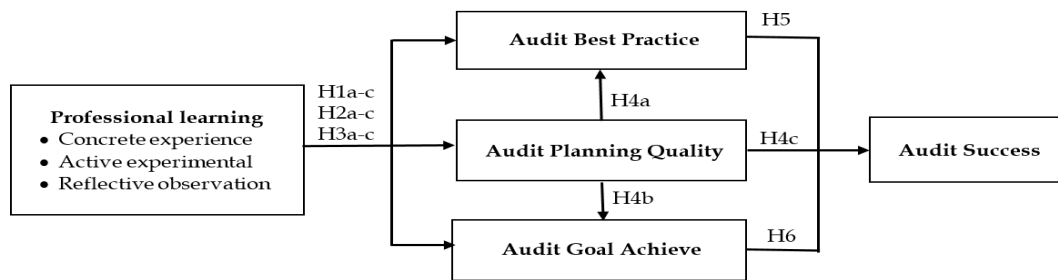 Professional learning
• Concrete experience
• Active experimental
• Reflective observation
H1a-c
H2a-c
H3a-c
Audit Best Practice
H4a
Audit Planning Quality
H4b
Audit Goal Achieve
H5
H4c
H6
Audit Success